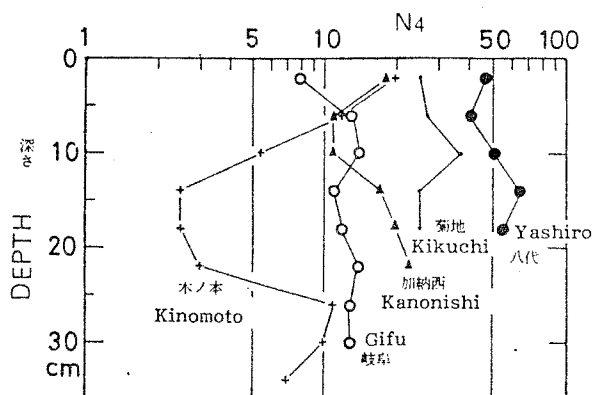 N4
1 5 10 50 100
0
10
20
30
cm
深さ
DEPTH
菊地
Kikuchi
Yashiro
八代
木ノ本
Kinomoto
加納西
Kanonishi
Gifu
岐阜